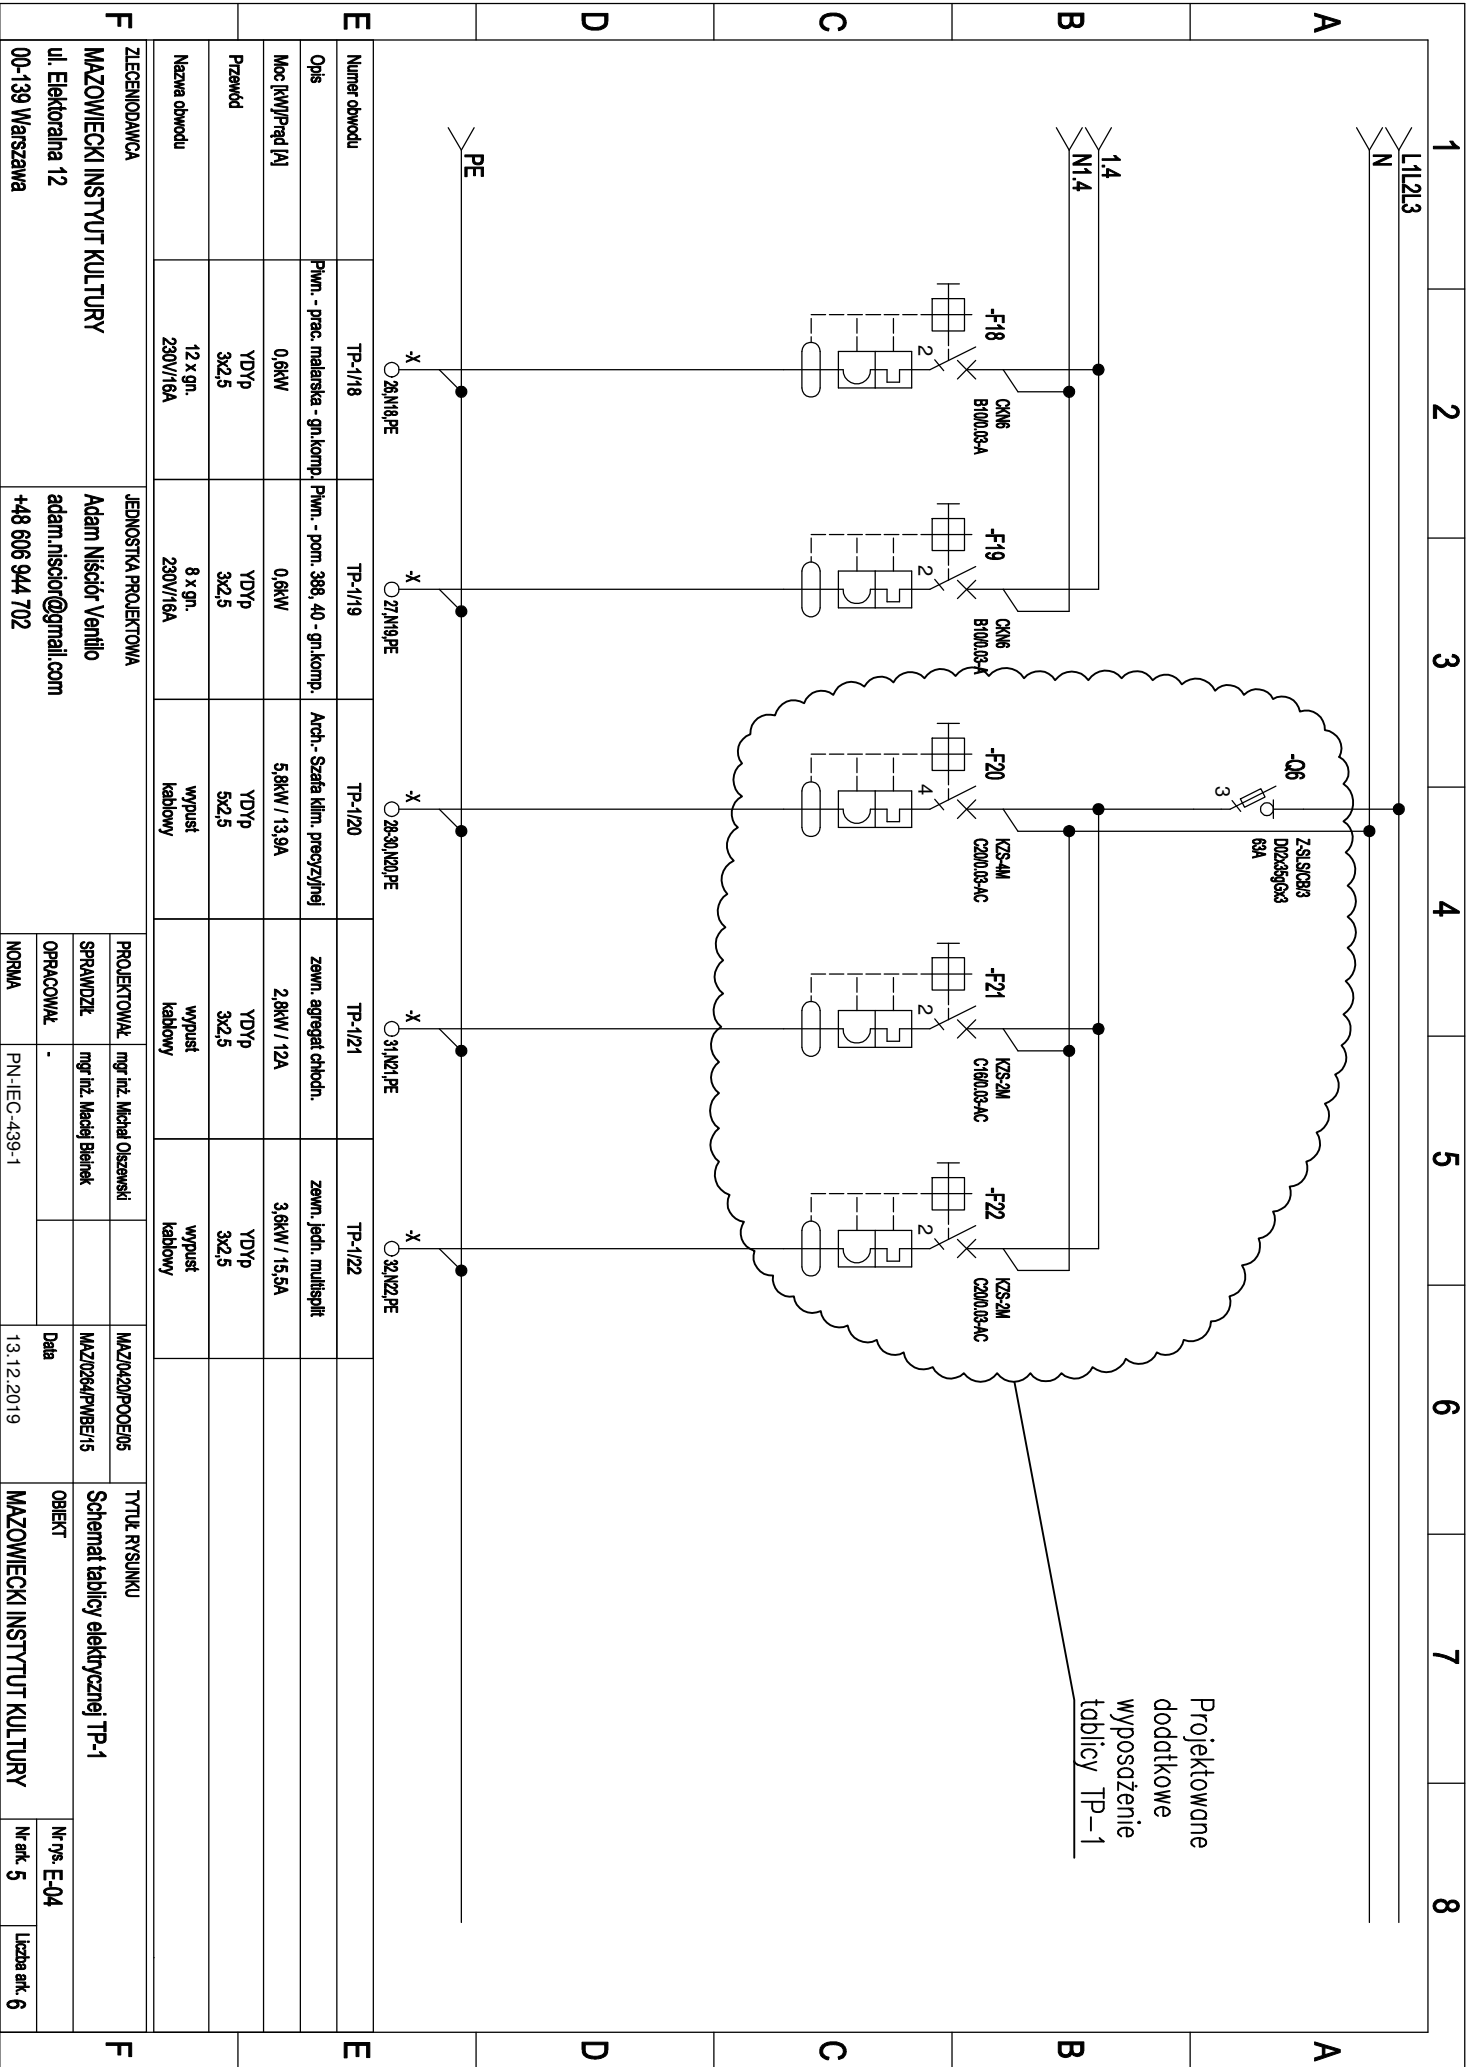 1 2 3 4 5 6 7 8
A A
B B
C C
D D
E E
F F
L1L2L3
N
-Q6
3
Z-SLS/CB/3
D02x35gGx3
63A
Projektowane
dodatkowe
wyposażenie
tablicy TP-1
1.4
N1.4
-F18
2
CKN6
B10/0.03-A
-F19
2
CKN6
B10/0.03-A
-F20
4
KZS-4M
C20/0.03-AC
-F21
2
KZS-2M
C16/0.03-AC
-F22
2
KZS-2M
C20/0.03-AC
PE
-X
26,N18,PE
-X
27,N19,PE
-X
28-30,N20,PE
-X
31,N21,PE
-X
32,N22,PE
Numer obwodu TP-1/18 TP-1/19 TP-1/20 TP-1/21 TP-1/22
Opis Piwn. - prac. malarska - gn.komp. Piwn. - pom. 388, 40 - gn.komp. Arch.- Szafa klim. precyzyjnej zewn. agregat chłodn. zewn. jedn. multisplit
Moc [kW]/Prąd [A] 0,6kW 0,6kW 5,8kW / 13,9A 2,8kW / 12A 3,6kW / 15,5A
Przewód YDYp YDYp YDYp YDYp YDYp
3x2,5 3x2,5 5x2,5 3x2,5 3x2,5
Nazwa obwodu 12 x gn. 8 x gn. wypust wypust wypust
230V/16A 230V/16A kablowy kablowy kablowy
ZLECENIODAWCA
MAZOWIECKI INSTYUT KULTURY
ul. Elektoralna 12
00-139 Warszawa
JEDNOSTKA PROJEKTOWA
Adam Niściór Ventilo
adam.niscior@gmail.com
+48 606 944 702
PROJEKTOWAŁ mgr inż. Michał Olszewski MAZ/0420/POOE/05
SPRAWDZIŁ mgr inż. Maciej Bieinek MAZ/0264/PWBE/15
OPRACOWAŁ - Data
NORMA PN-IEC-439-1 13.12.2019
TYTUŁ RYSUNKU
Schemat tablicy elektrycznej TP-1
OBIEKT
MAZOWIECKI INSTYTUT KULTURY
Nr rys. E-04
Nr ark. 5 Liczba ark. 6